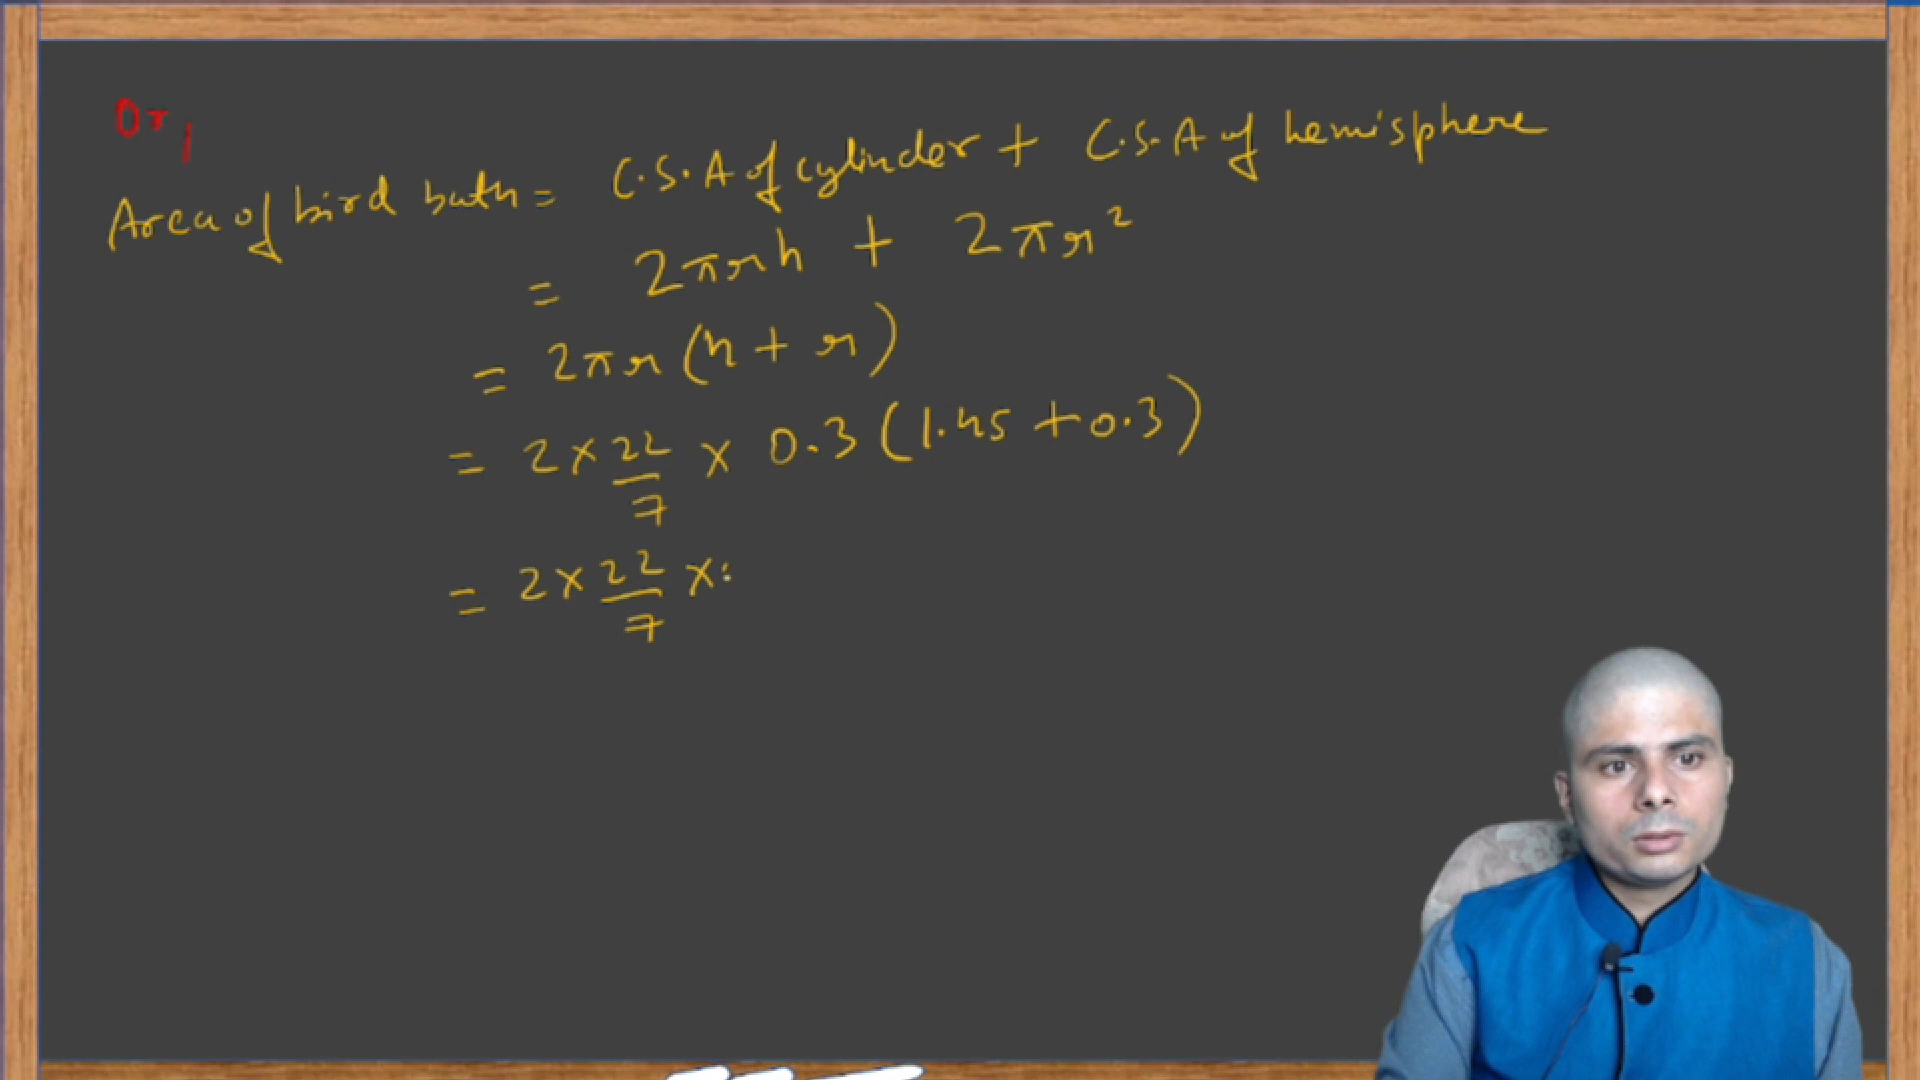 Or,
Area of bird bath = C.S.A of cylinder + C.S.A of hemisphere
= 2πrh + 2πr²
= 2πr (h + r)
= 2 × 22/7 × 0.3 (1.45 + 0.3)
= 2 × 22/7 ×